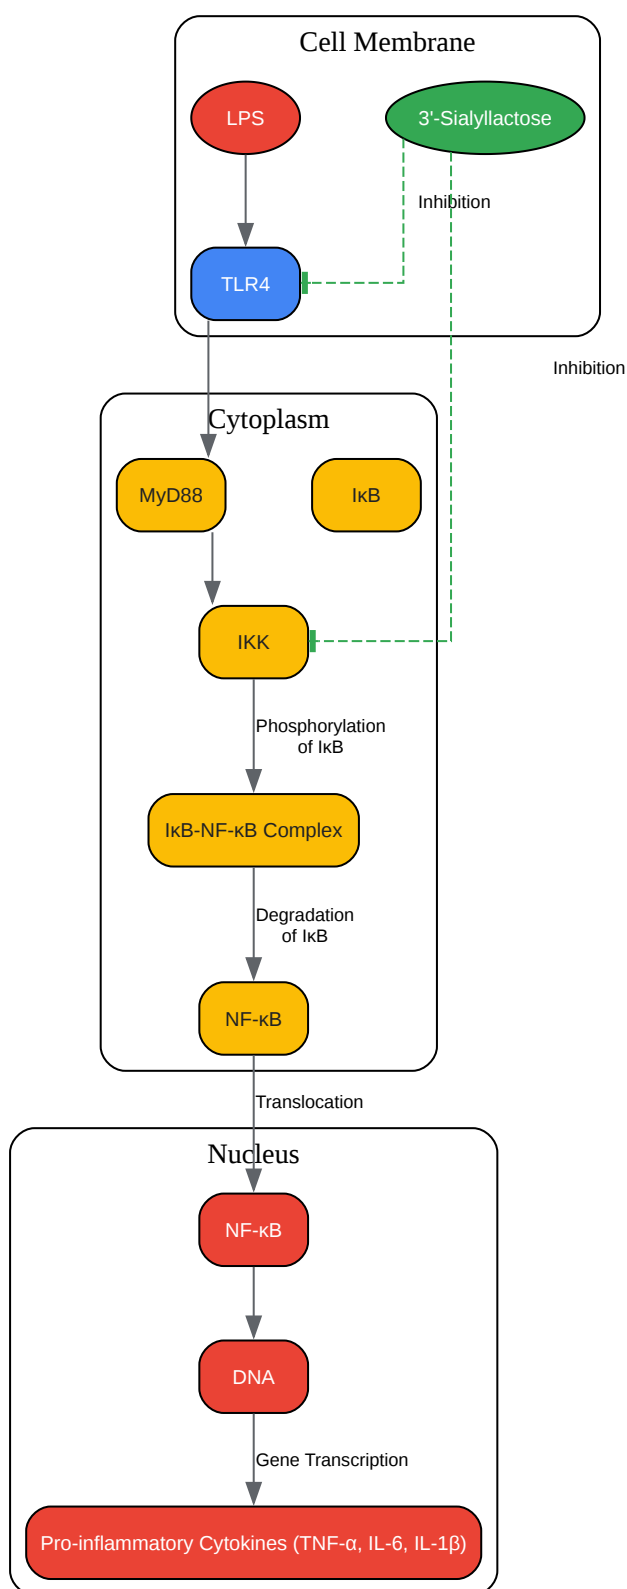 Cell Membrane
LPS
3'-Sialyllactose
Inhibition
TLR4
Inhibition
Cytoplasm
MyD88
IκB
IKK
Phosphorylation
of IκB
IκB-NF-κB Complex
Degradation
of IκB
NF-κB
Translocation
Nucleus
NF-κB
DNA
Gene Transcription
Pro-inflammatory Cytokines (TNF-α, IL-6, IL-1β)